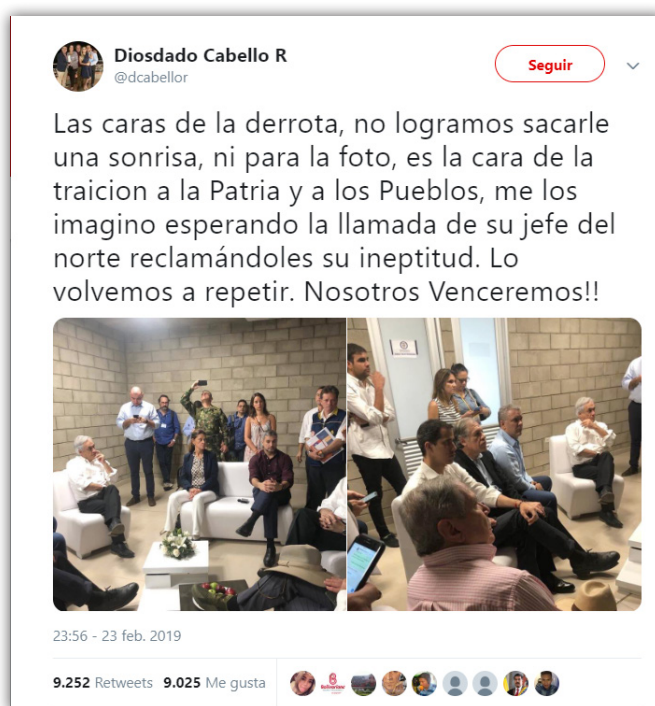 Diosdado Cabello R
@dcabellor
Seguir
Las caras de la derrota, no logramos sacarle
una sonrisa, ni para la foto, es la cara de la
traicion a la Patria y a los Pueblos, me los
imagino esperando la llamada de su jefe del
norte reclamándoles su ineptitud. Lo
volvemos a repetir. Nosotros Venceremos!!
23:56 - 23 feb. 2019
9.252 Retweets 9.025 Me gusta